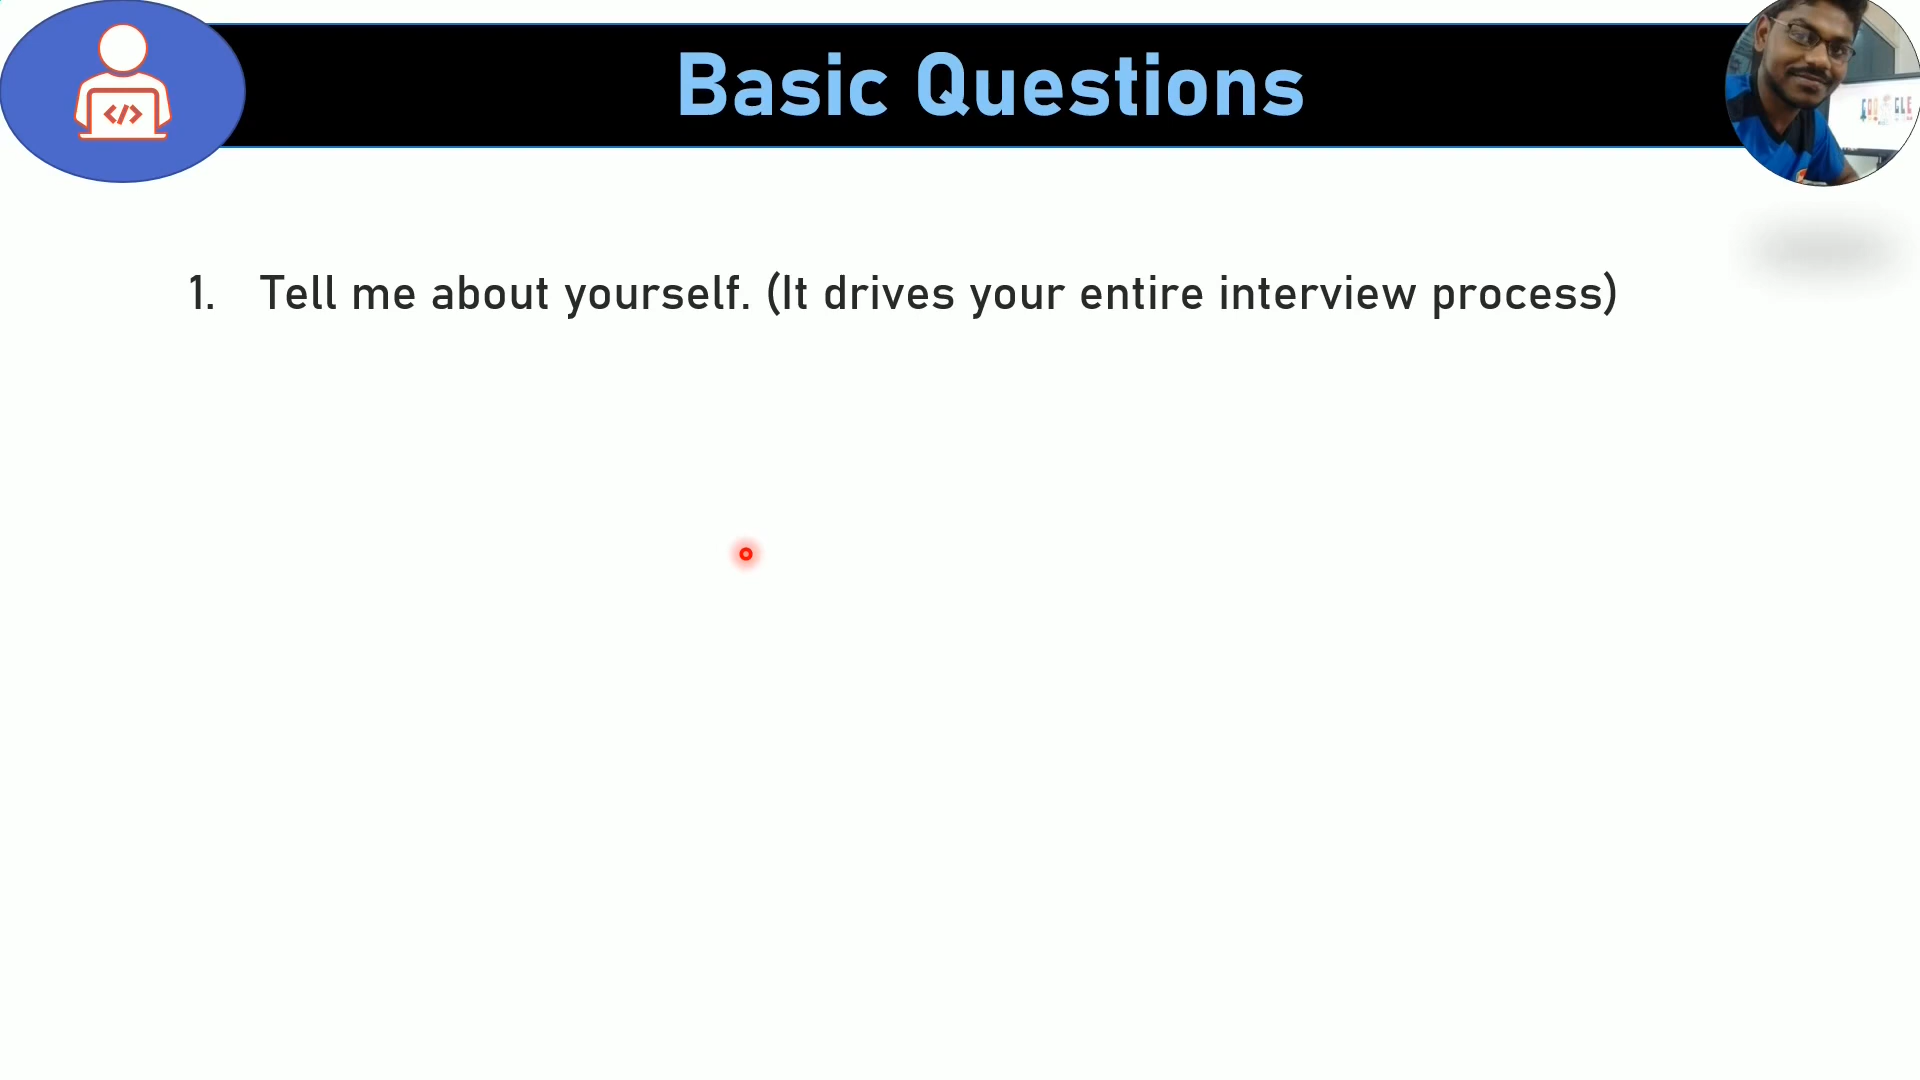 Basic Questions
</>
1. Tell me about yourself. (It drives your entire interview process)